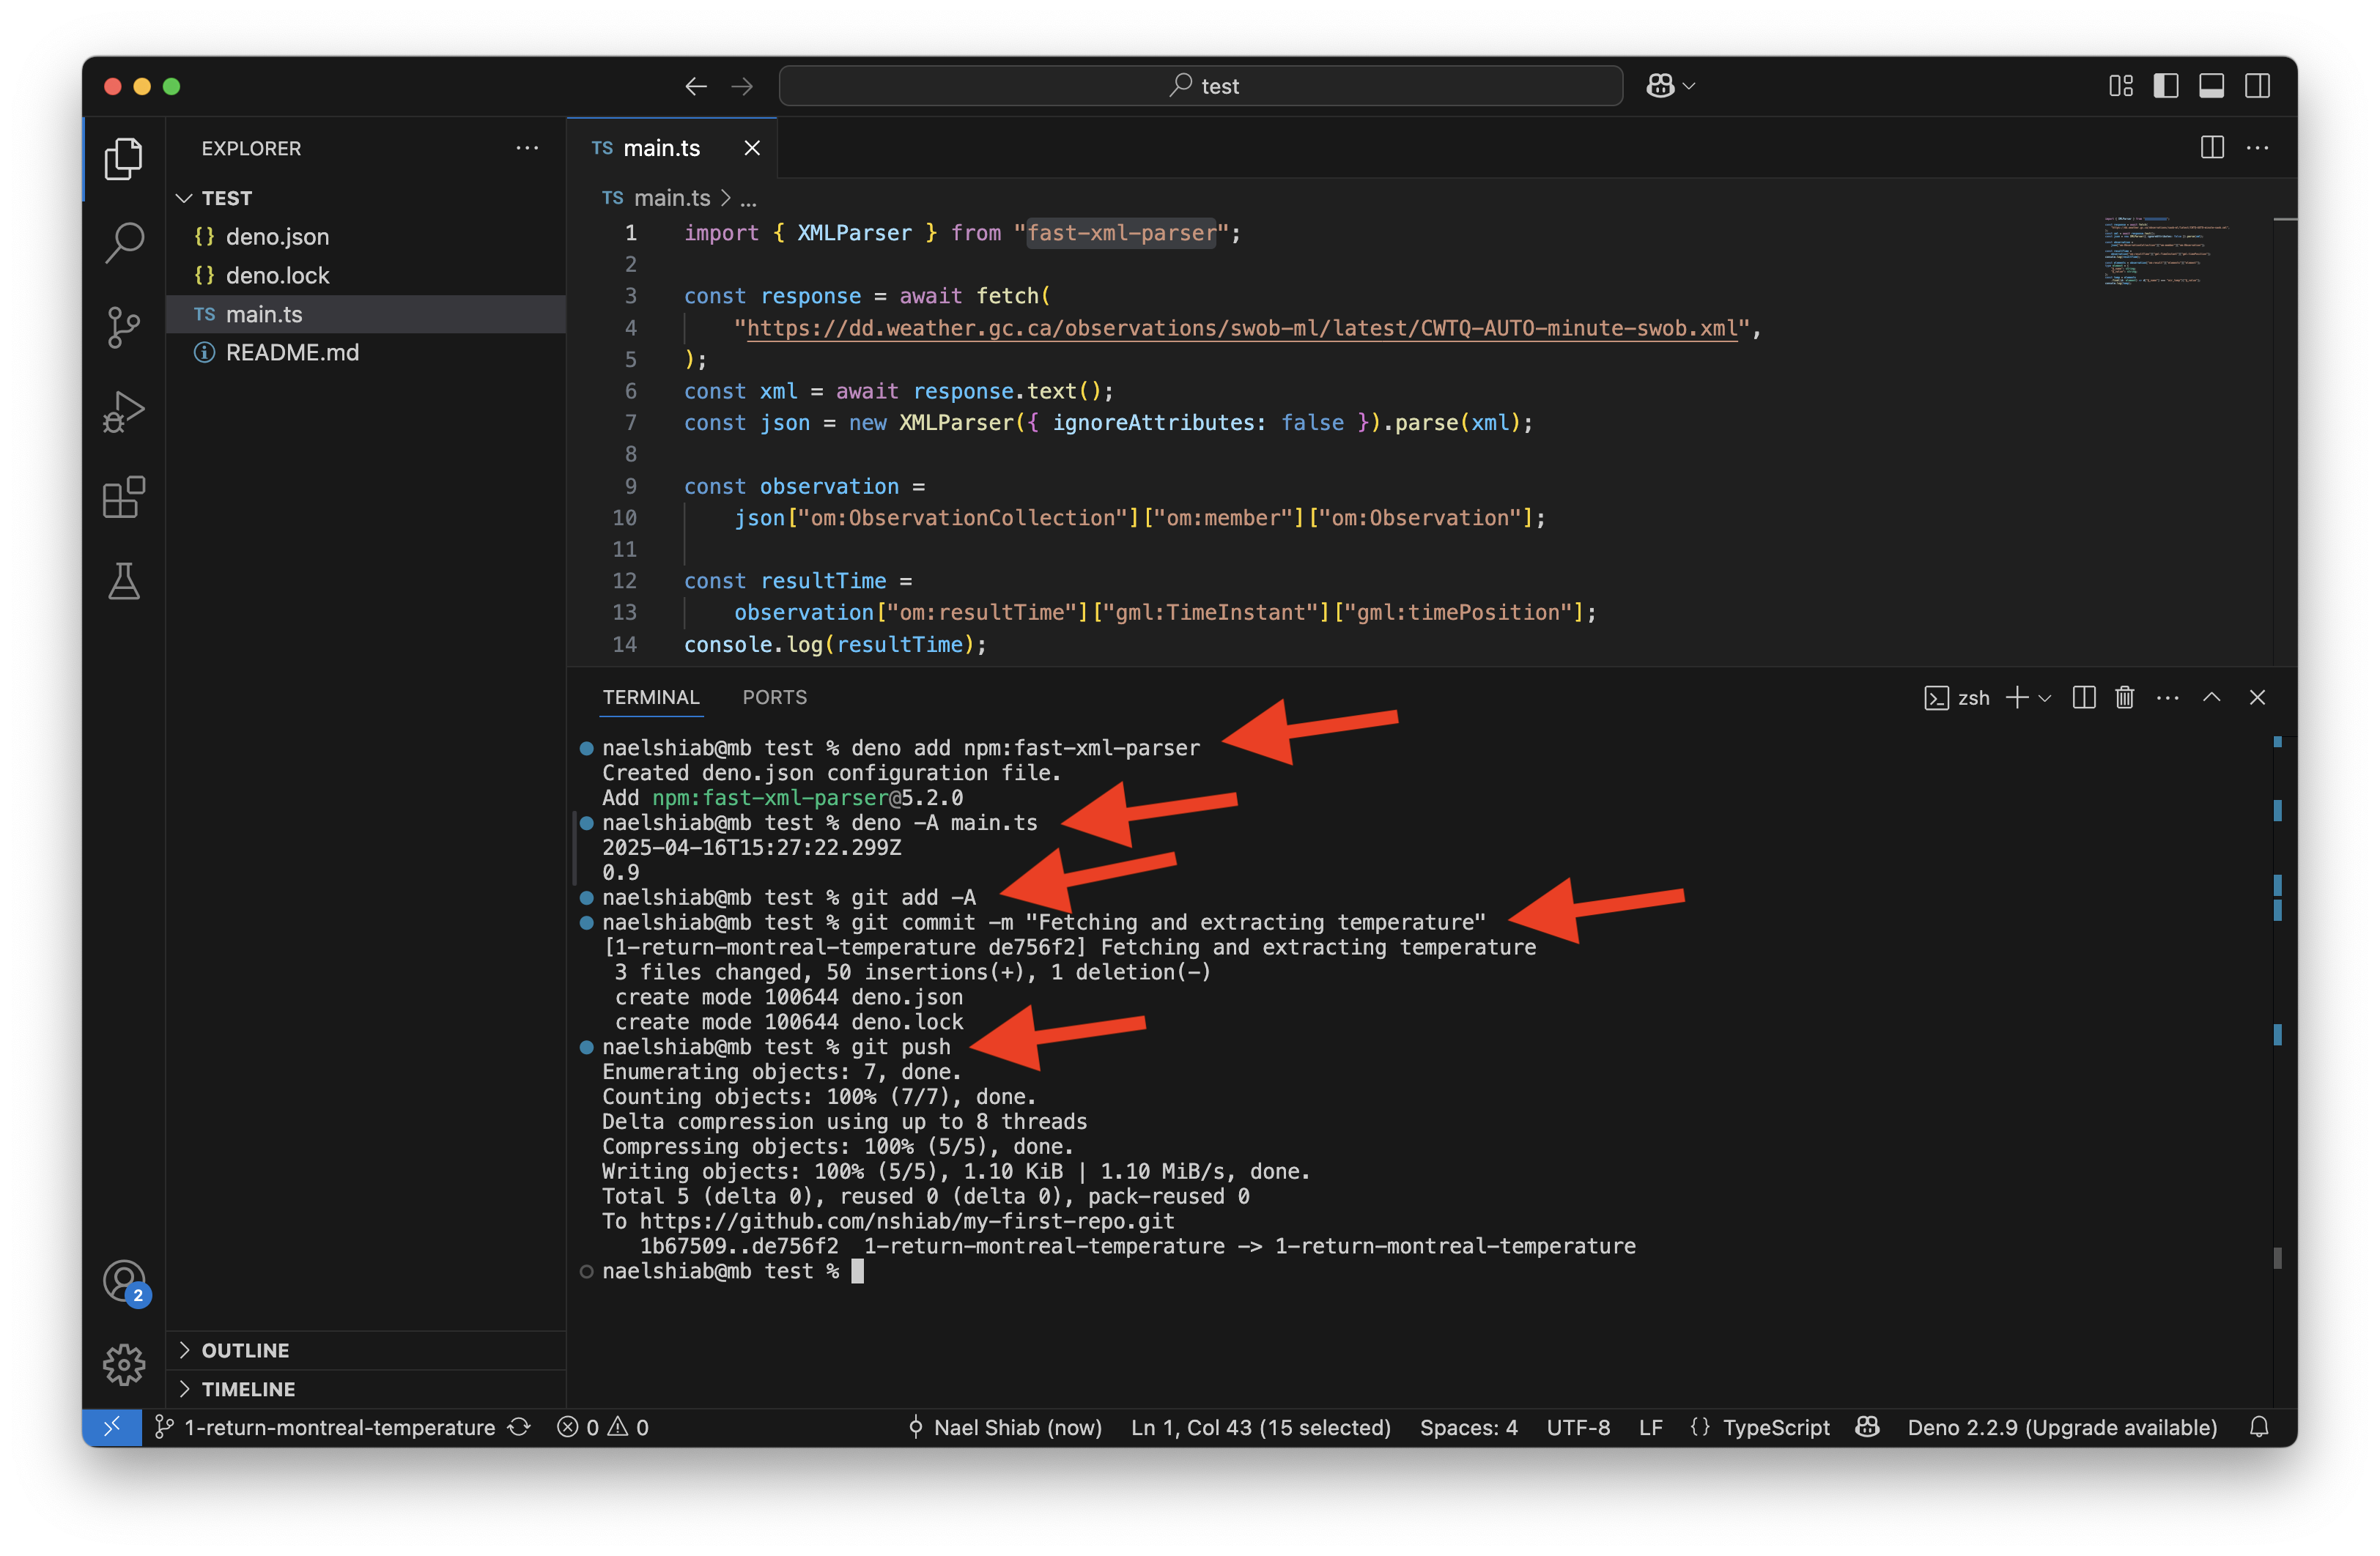 test
EXPLORER
TEST
{} deno.json
{} deno.lock
TS main.ts
README.md
OUTLINE
TIMELINE
TS main.ts
TS main.ts > ...
1 import { XMLParser } from "fast-xml-parser";
2
3 const response = await fetch(
4 "https://dd.weather.gc.ca/observations/swob-ml/latest/CWTQ-AUTO-minute-swob.xml",
5 );
6 const xml = await response.text();
7 const json = new XMLParser({ ignoreAttributes: false }).parse(xml);
8
9 const observation =
10 json["om:ObservationCollection"]["om:member"]["om:Observation"];
11
12 const resultTime =
13 observation["om:resultTime"]["gml:TimeInstant"]["gml:timePosition"];
14 console.log(resultTime);
TERMINAL PORTS
zsh
naelshiab@mb test % deno add npm:fast-xml-parser
Created deno.json configuration file.
Add npm:fast-xml-parser@5.2.0
naelshiab@mb test % deno -A main.ts
2025-04-16T15:27:22.299Z
0.9
naelshiab@mb test % git add -A
naelshiab@mb test % git commit -m "Fetching and extracting temperature"
[1-return-montreal-temperature de756f2] Fetching and extracting temperature
3 files changed, 50 insertions(+), 1 deletion(-)
create mode 100644 deno.json
create mode 100644 deno.lock
naelshiab@mb test % git push
Enumerating objects: 7, done.
Counting objects: 100% (7/7), done.
Delta compression using up to 8 threads
Compressing objects: 100% (5/5), done.
Writing objects: 100% (5/5), 1.10 KiB | 1.10 MiB/s, done.
Total 5 (delta 0), reused 0 (delta 0), pack-reused 0
To https://github.com/nshiab/my-first-repo.git
1b67509..de756f2 1-return-montreal-temperature -> 1-return-montreal-temperature
naelshiab@mb test %
2
1-return-montreal-temperature 0 0 Nael Shiab (now) Ln 1, Col 43 (15 selected) Spaces: 4 UTF-8 LF {} TypeScript Deno 2.2.9 (Upgrade available)